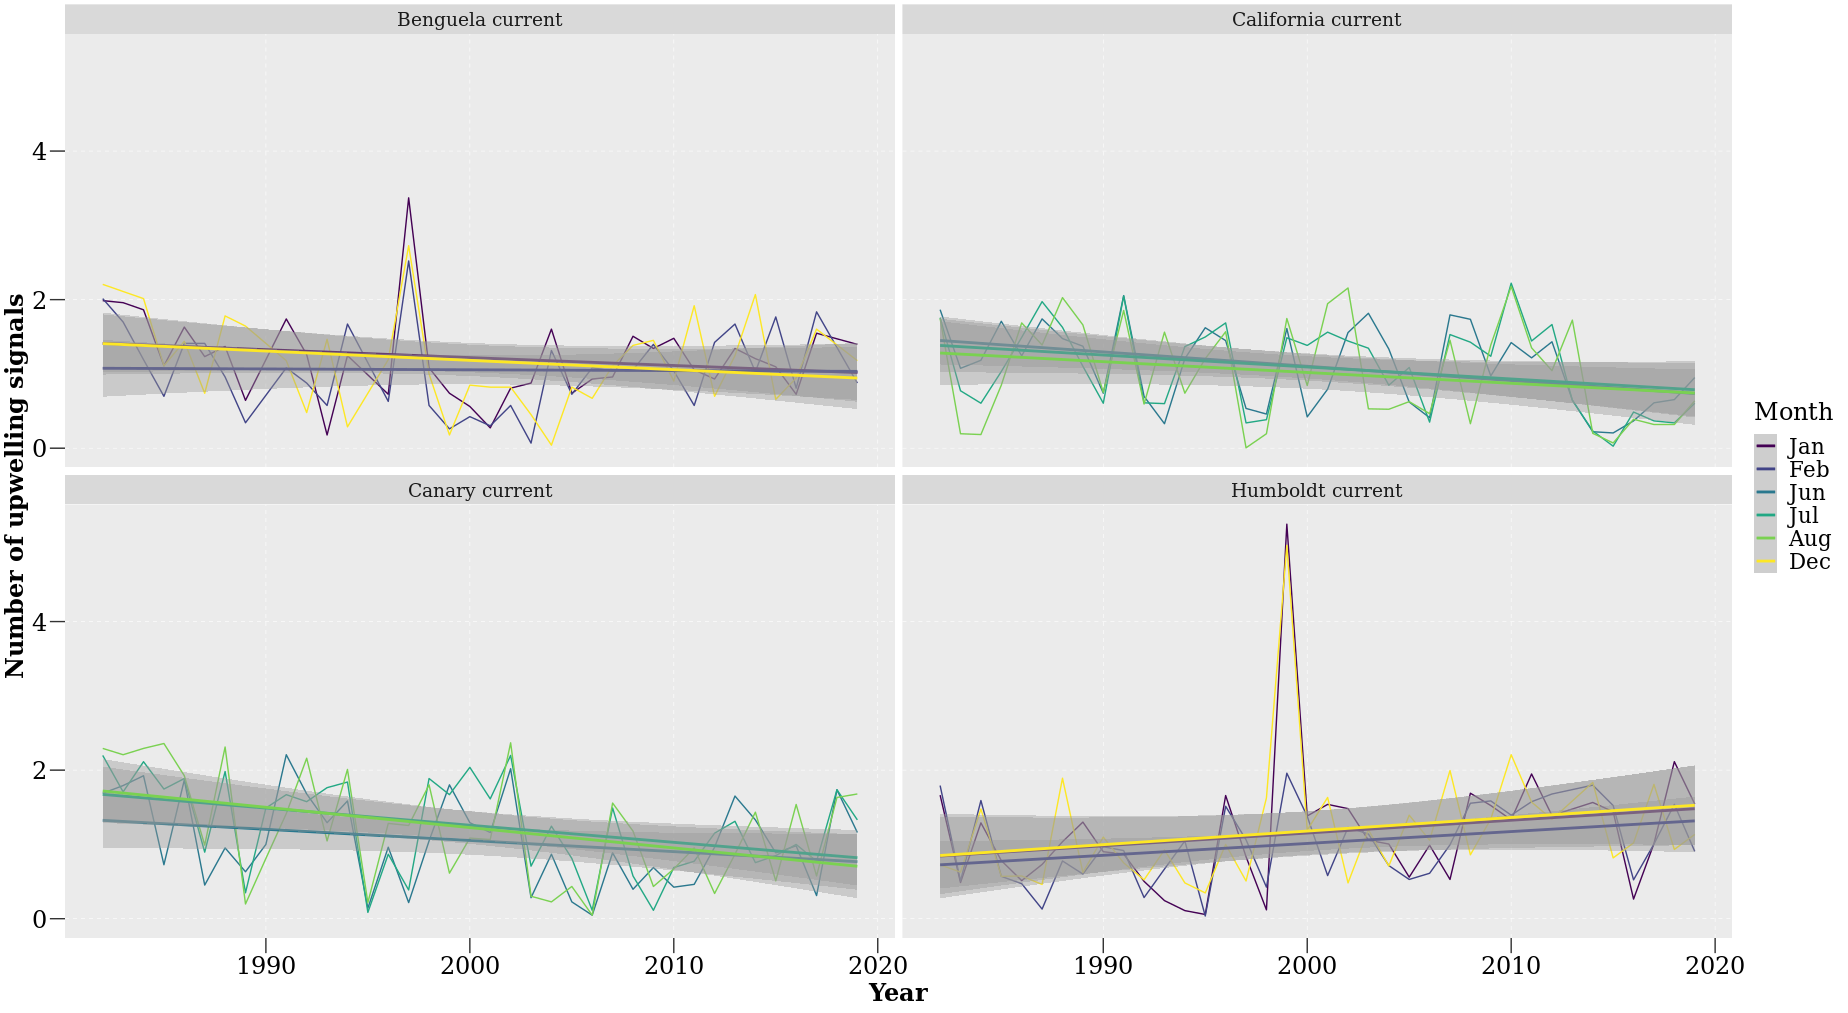 Benguela current
California current
4
2
0
Canary current
Humboldt current
4
2
0
1990
2000
2010
2020
1990
2000
2010
2020
Year
Number of upwelling signals
Month
Jan
Feb
Jun
Jul
Aug
Dec